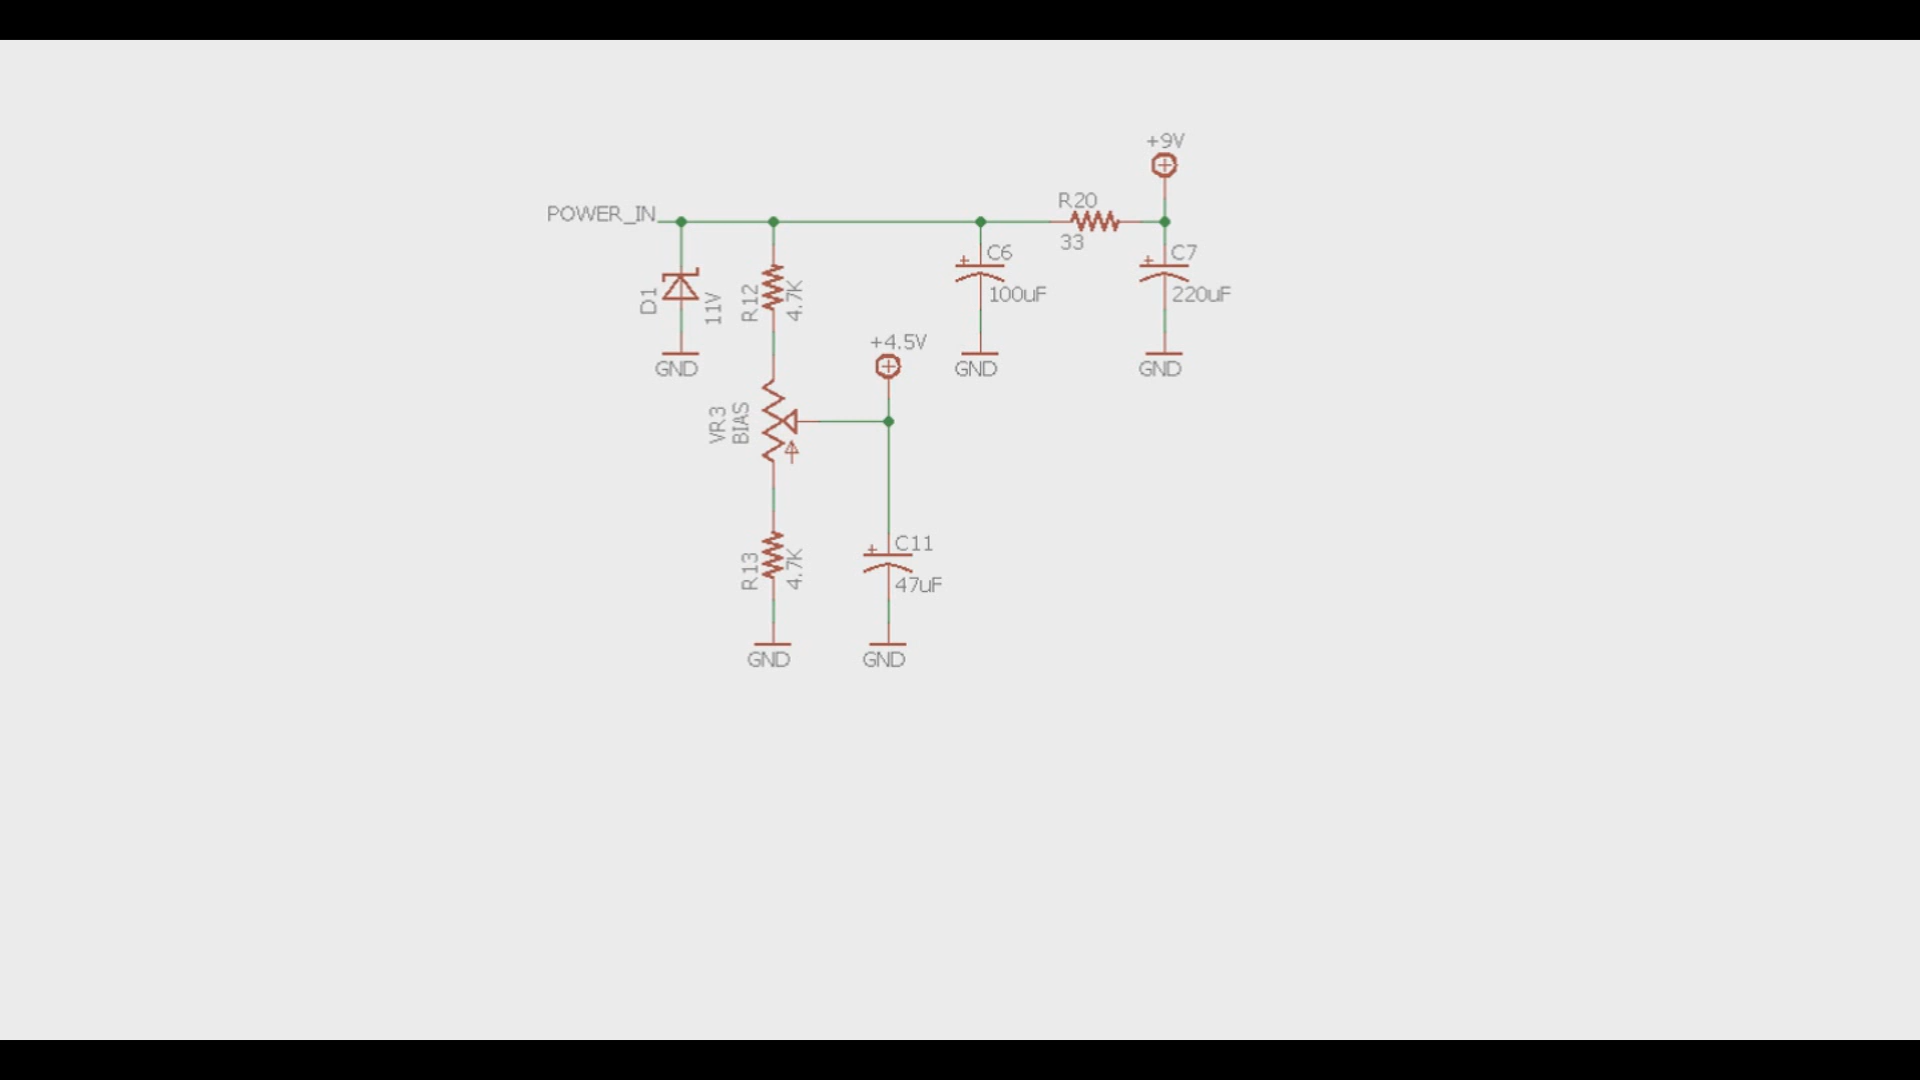 +9V
POWER_IN
R20
33
C6
100uF
C7
220uF
D1
11V
R12
4.7K
GND
GND
GND
+4.5V
VR3
BIAS
C11
47uF
R13
4.7K
GND
GND